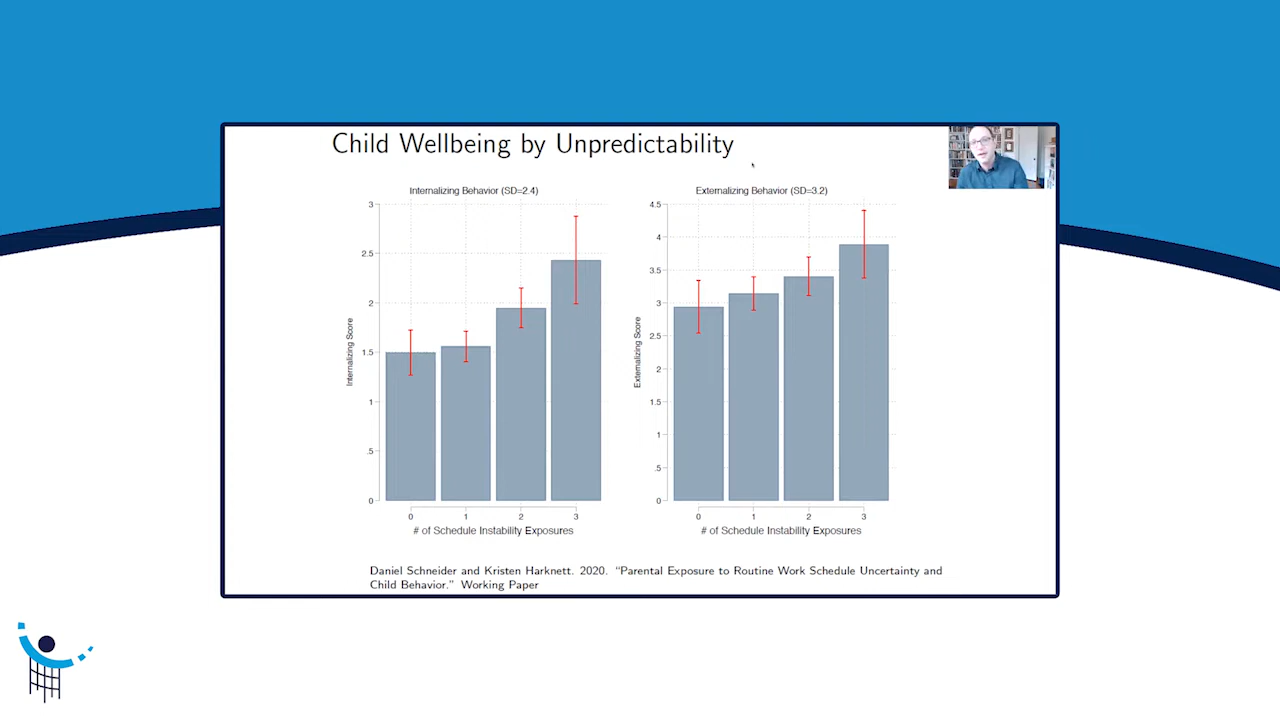 Child Wellbeing by Unpredictability
Internalizing Behavior (SD=2.4)
3
2.5
2
1.5
1
.5
0
Internalizing Score
0 1 2 3
# of Schedule Instability Exposures
Externalizing Behavior (SD=3.2)
4.5
4
3.5
3
2.5
2
1.5
1
.5
0
Externalizing Score
0 1 2 3
# of Schedule Instability Exposures
Daniel Schneider and Kristen Harknett. 2020. “Parental Exposure to Routine Work Schedule Uncertainty and
Child Behavior.” Working Paper